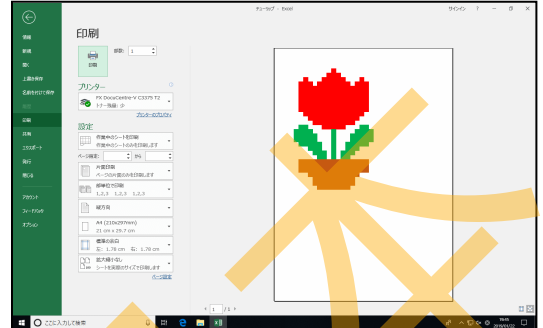 チューリップ - Excel
サインイン ? - 

印刷
情報
新規
開く
上書き保存
名前を付けて保存
印刷
共有
エクスポート
発行
閉じる
アカウント
フィードバック
オプション
印刷
部数: 1
プリンター
FX DocuCentre-V C3375 T2
トナー残量: 少
プリンターのプロパティ
設定
作業中のシートを印刷
作業中のシートのみを印刷します
ページ指定: から
片面印刷
ページの片面のみを印刷します
部単位で印刷
1,2,3 1,2,3 1,2,3
縦方向
A4 (210x297mm)
21 cm x 29.7 cm
標準の余白
左: 1.78 cm 右: 1.78 cm
拡大縮小なし
シートを実際のサイズで印刷します
ページ設定
1 / 1
ここに入力して検索
2019/01/22